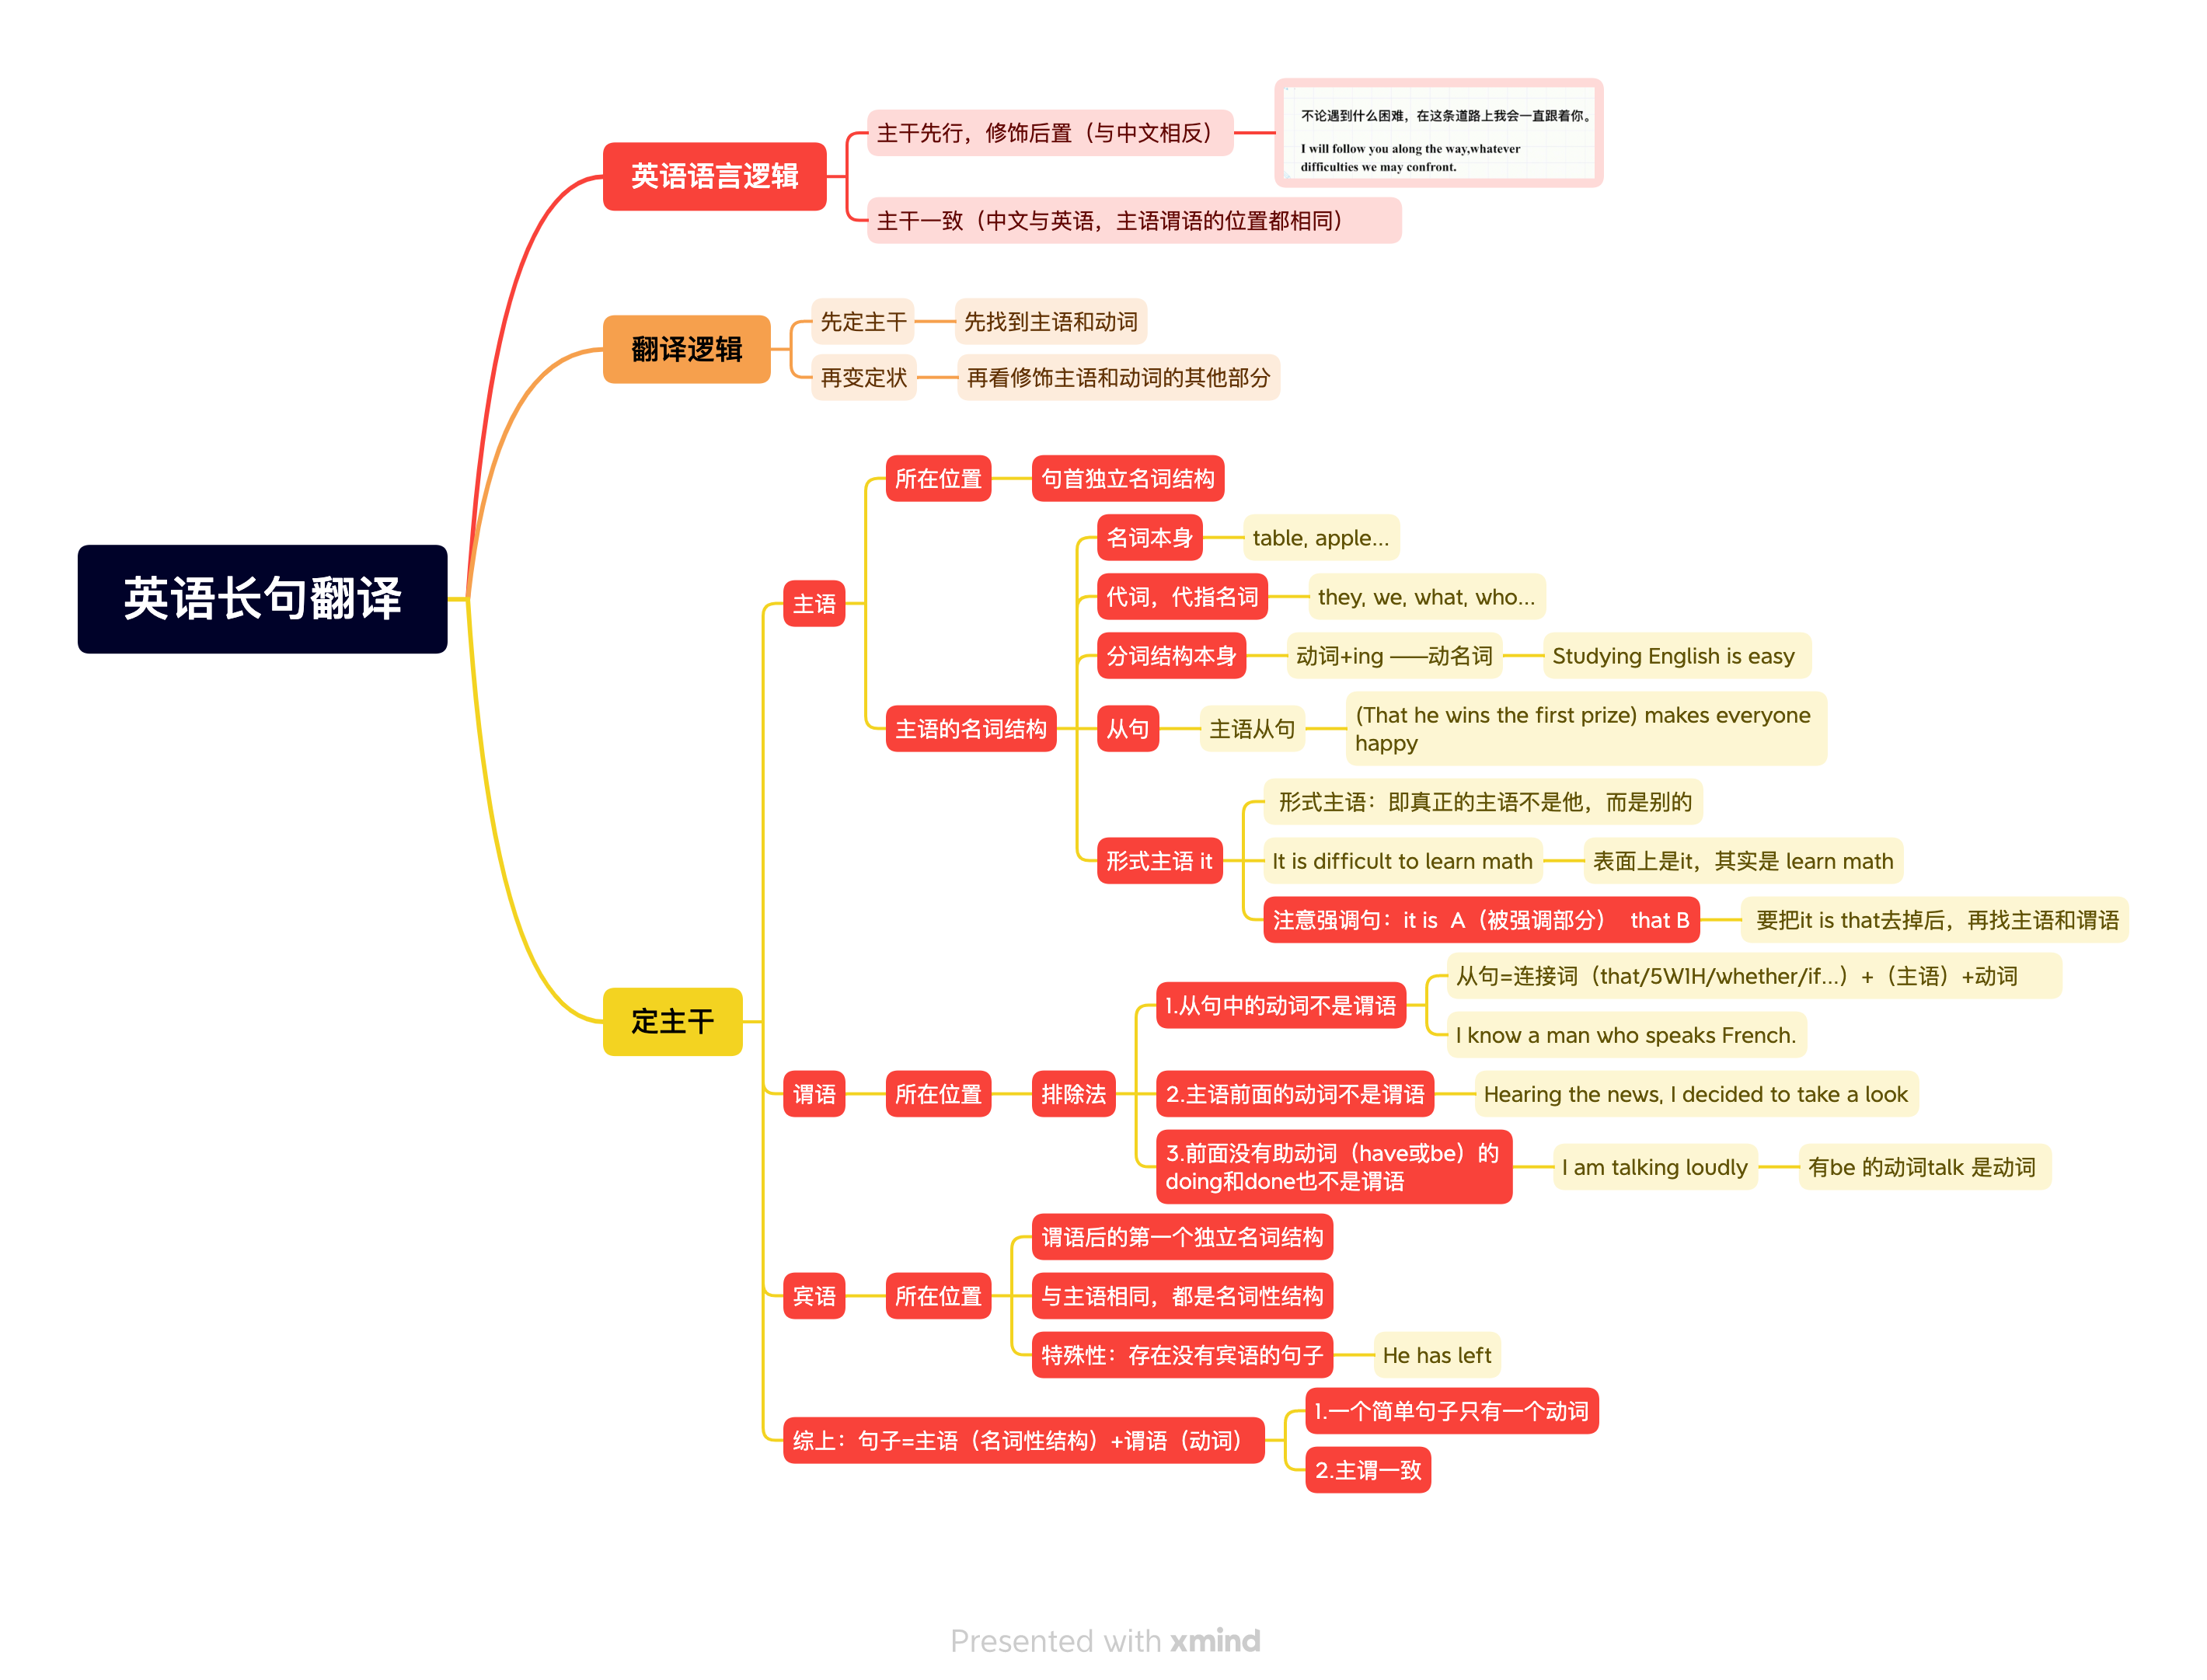 英语长句翻译
英语语言逻辑
主干先行，修饰后置（与中文相反）
不论遇到什么困难，在这条道路上我会一直跟着你。
I will follow you along the way,whatever
difficulties we may confront.
主干一致（中文与英语，主语谓语的位置都相同）
翻译逻辑
先定主干
先找到主语和动词
再变定状
再看修饰主语和动词的其他部分
定主干
主语
所在位置
句首独立名词结构
主语的名词结构
名词本身
table, apple...
代词，代指名词
they, we, what, who...
分词结构本身
动词+ing ——动名词
Studying English is easy
从句
主语从句
(That he wins the first prize) makes everyone
happy
形式主语 it
形式主语：即真正的主语不是他，而是别的
It is difficult to learn math
表面上是it，其实是 learn math
注意强调句：it is A（被强调部分） that B
要把it is that去掉后，再找主语和谓语
谓语
所在位置
排除法
1.从句中的动词不是谓语
从句=连接词（that/5W1H/whether/if...）+（主语）+动词
I know a man who speaks French.
2.主语前面的动词不是谓语
Hearing the news, I decided to take a look
3.前面没有助动词（have或be）的
doing和done也不是谓语
I am talking loudly
有be 的动词talk 是动词
宾语
所在位置
谓语后的第一个独立名词结构
与主语相同，都是名词性结构
特殊性：存在没有宾语的句子
He has left
综上：句子=主语（名词性结构）+谓语（动词）
1.一个简单句子只有一个动词
2.主谓一致
Presented with xmind